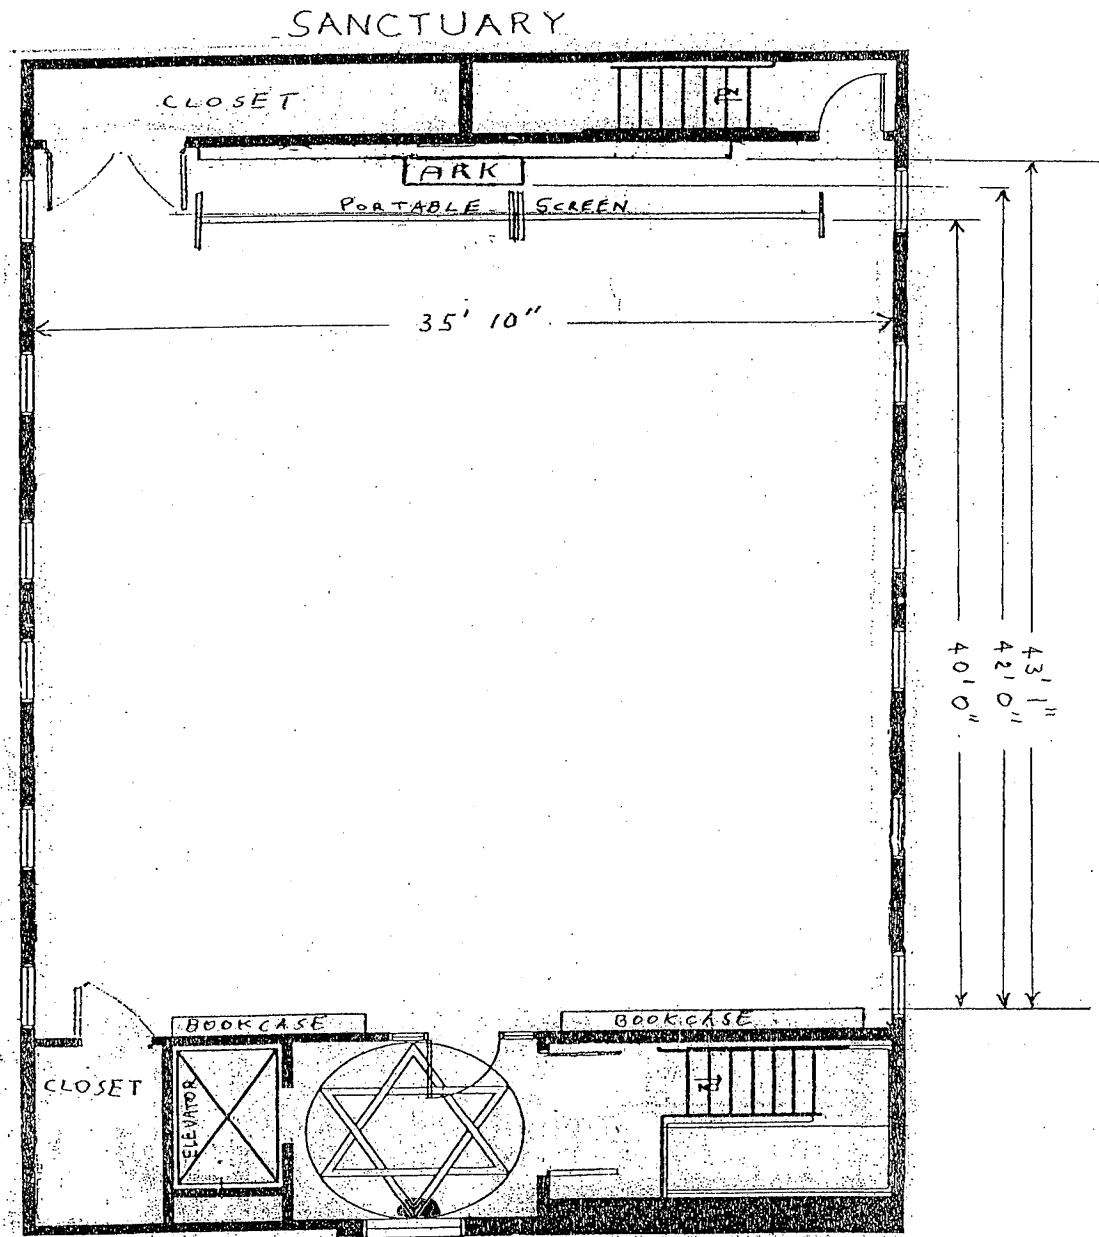 SANCTUARY
CLOSET
ARK
PORTABLE SCREEN
35' 10"
43' 1"
42' 0"
40' 0"
BOOKCASE
BOOKCASE
CLOSET
ELEVATOR